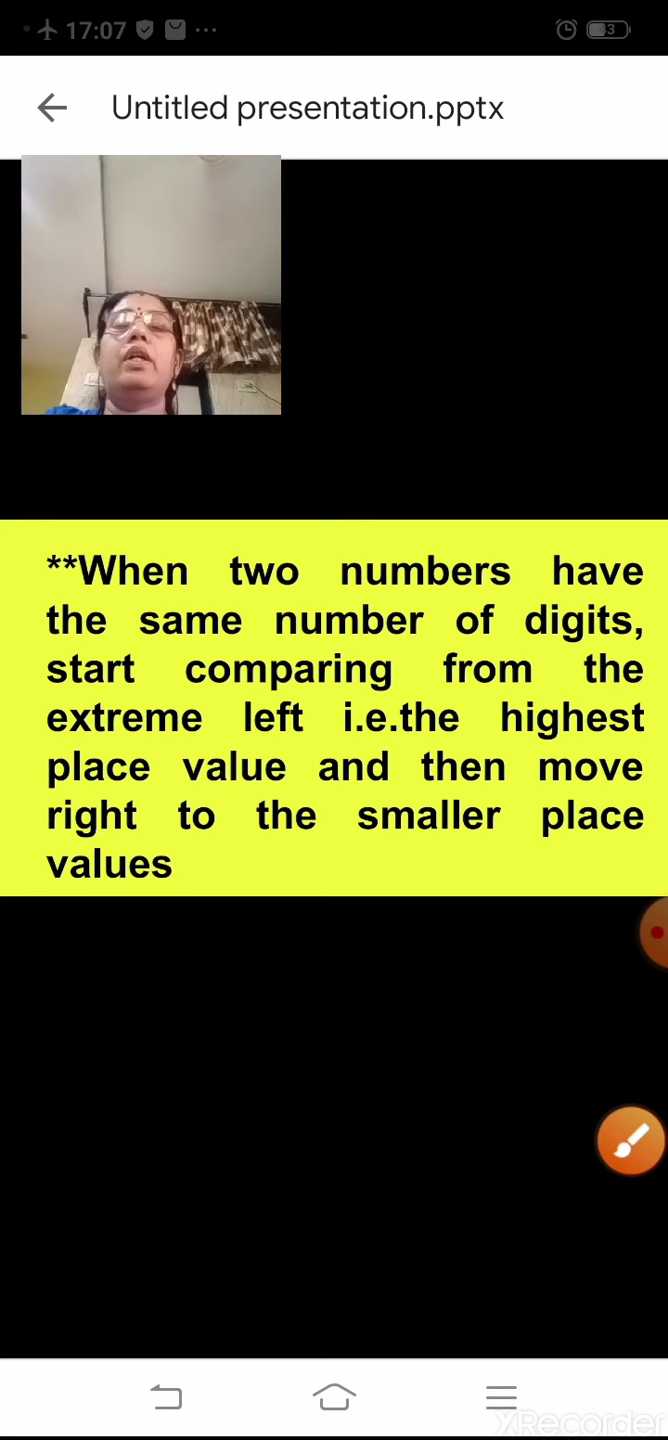 17:07 ...
43
Untitled presentation.pptx
**When two numbers have
the same number of digits,
start comparing from the
extreme left i.e.the highest
place value and then move
right to the smaller place
values
XRecorder